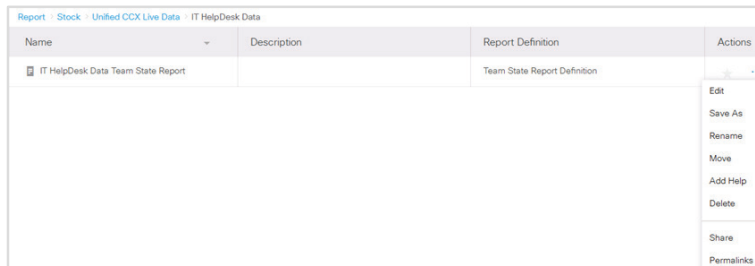 Report > Stock > Unified CCX Live Data > IT HelpDesk Data
Name Description Report Definition Actions
IT HelpDesk Data Team State Report Team State Report Definition
Edit
Save As
Rename
Move
Add Help
Delete
Share
Permalinks